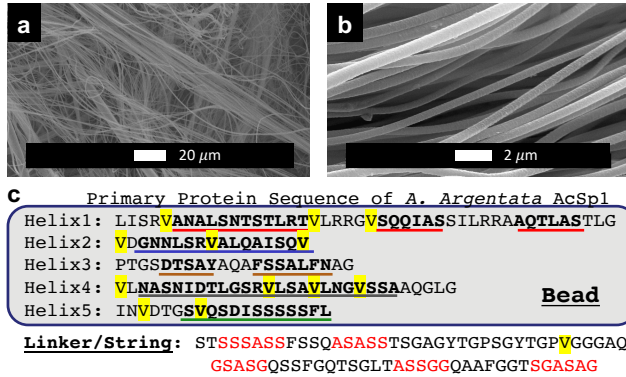 a
b
20 μm
2 μm
c Primary Protein Sequence of A. Argentata AcSp1
Helix1: LISRVANALSNTSTLRTVLRRGVSQQIASSILRRAAQTLASTLG
Helix2: VDGNNLSRVALQAISQV
Helix3: PTGSDTSAYAQAFSSALFNAG
Helix4: VLNASNIDTLGSRVLSAVLNGVSSAAQGLG
Helix5: INVDTGSVQSDISSSSSFL
Bead
Linker/String: STSSSASSFSSQASASSTSGAGYTGPSGYTGPVGGGAQ
GSASGQSSFGQTSGLTASSGGQAAFGGTSGASAG